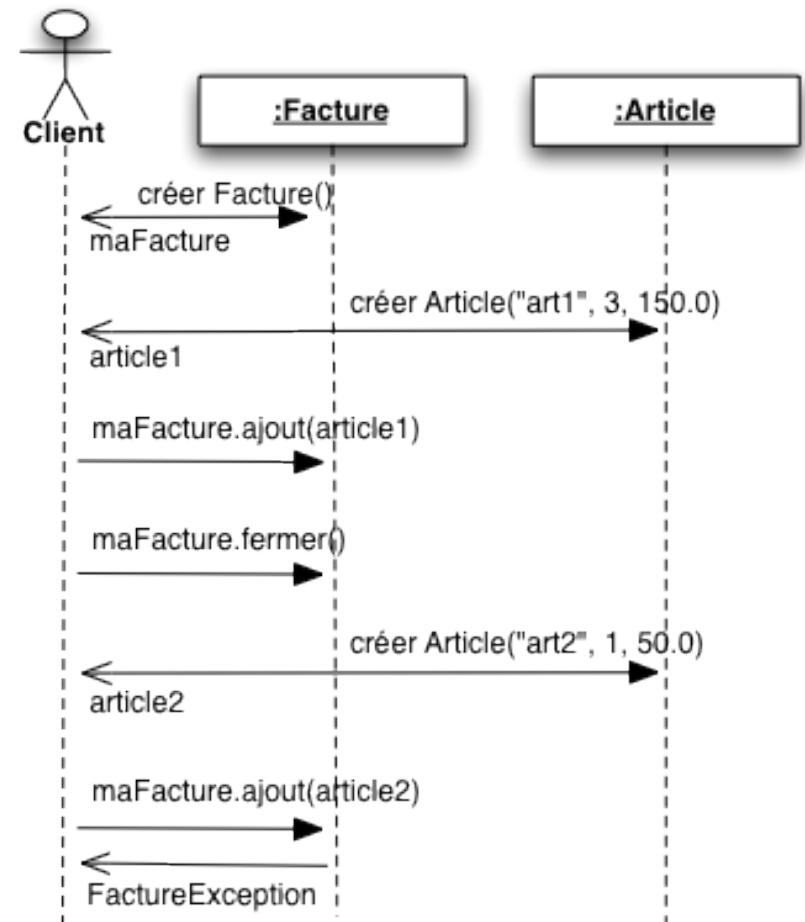 :Facture
:Article
Client
créer Facture()
maFacture
créer Article("art1", 3, 150.0)
article1
maFacture.ajout(article1)
maFacture.fermer()
créer Article("art2", 1, 50.0)
article2
maFacture.ajout(article2)
FactureException